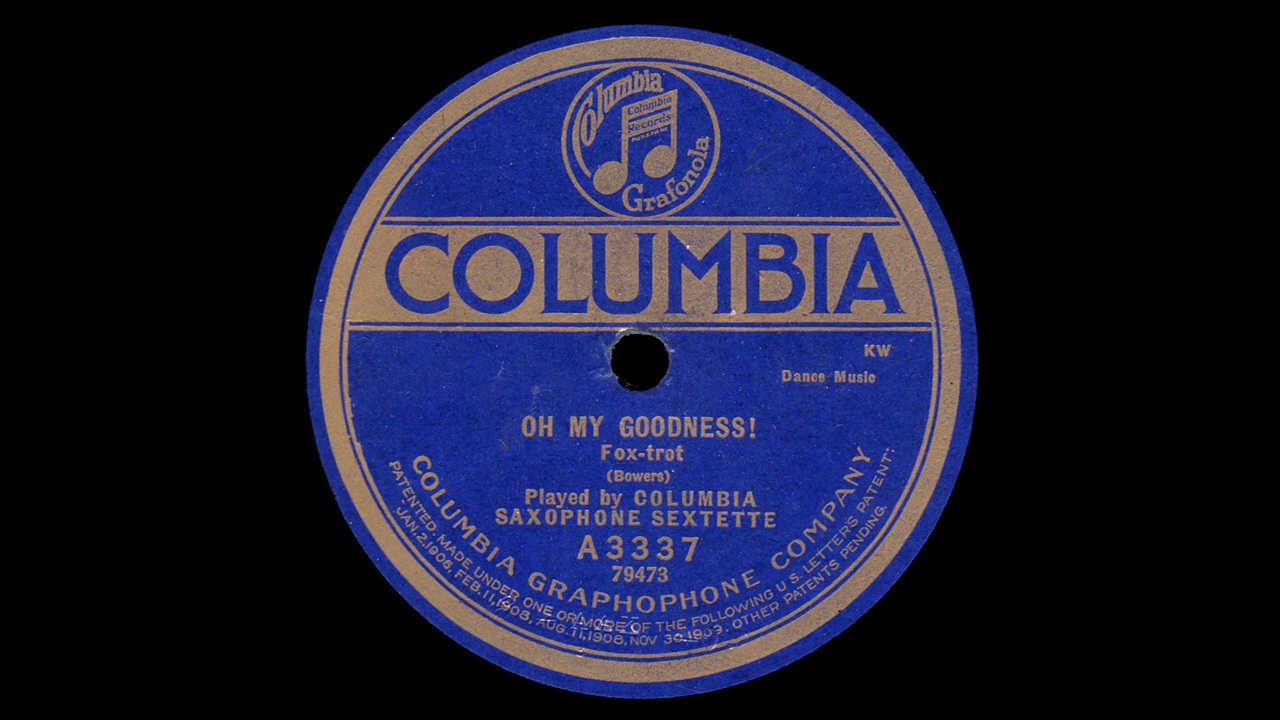 Columbia
Columbia
Records
Grafonola
COLUMBIA
KW
Dance Music
OH MY GOODNESS!
Fox-trot
(Bowers)
Played by COLUMBIA
SAXOPHONE SEXTETTE
A3337
79473
COLUMBIA GRAPHOPHONE COMPANY
PATENTED, MADE UNDER ONE OR MORE OF THE FOLLOWING U.S. LETTERS PATENT:
JAN.2,1906, FEB.11,1908, AUG.11,1908, NOV 30,1909. OTHER PATENTS PENDING.